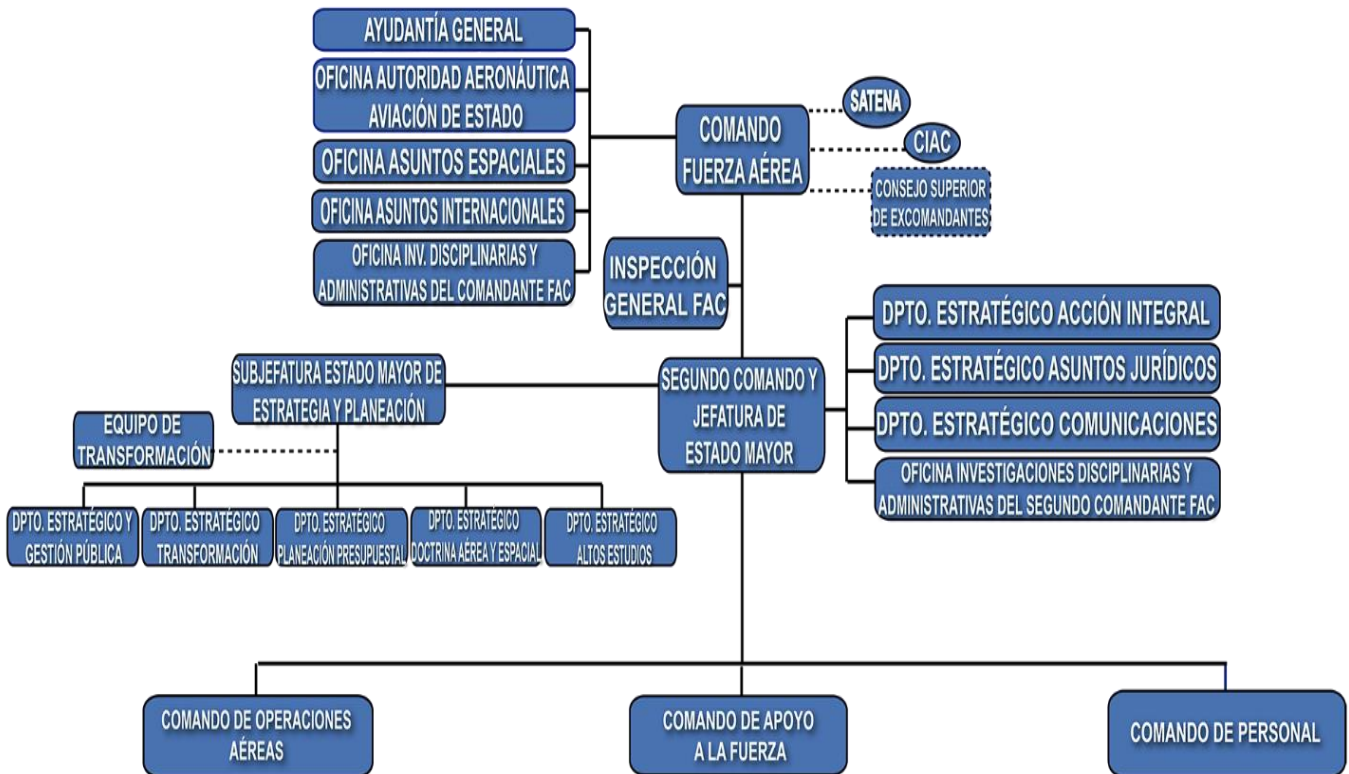 AYUDANTÍA GENERAL
OFICINA AUTORIDAD AERONÁUTICA
AVIACIÓN DE ESTADO
OFICINA ASUNTOS ESPACIALES
OFICINA ASUNTOS INTERNACIONALES
OFICINA INV. DISCIPLINARIAS Y
ADMINISTRATIVAS DEL COMANDANTE FAC
COMANDO
FUERZA AÉREA
SATENA
CIAC
CONSEJO SUPERIOR
DE EXCOMANDANTES
INSPECCIÓN
GENERAL FAC
SUBJEFATURA ESTADO MAYOR DE
ESTRATEGIA Y PLANEACIÓN
SEGUNDO COMANDO Y
JEFATURA DE
ESTADO MAYOR
DPTO. ESTRATÉGICO ACCIÓN INTEGRAL
DPTO. ESTRATÉGICO ASUNTOS JURÍDICOS
DPTO. ESTRATÉGICO COMUNICACIONES
OFICINA INVESTIGACIONES DISCIPLINARIAS Y
ADMINISTRATIVAS DEL SEGUNDO COMANDANTE FAC
EQUIPO DE
TRANSFORMACIÓN
DPTO. ESTRATÉGICO Y
GESTIÓN PÚBLICA
DPTO. ESTRATÉGICO
TRANSFORMACIÓN
DPTO. ESTRATÉGICO
PLANEACIÓN PRESUPUESTAL
DPTO. ESTRATÉGICO
DOCTRINA AÉREA Y ESPACIAL
DPTO. ESTRATÉGICO
ALTOS ESTUDIOS
COMANDO DE OPERACIONES
AÉREAS
COMANDO DE APOYO
A LA FUERZA
COMANDO DE PERSONAL